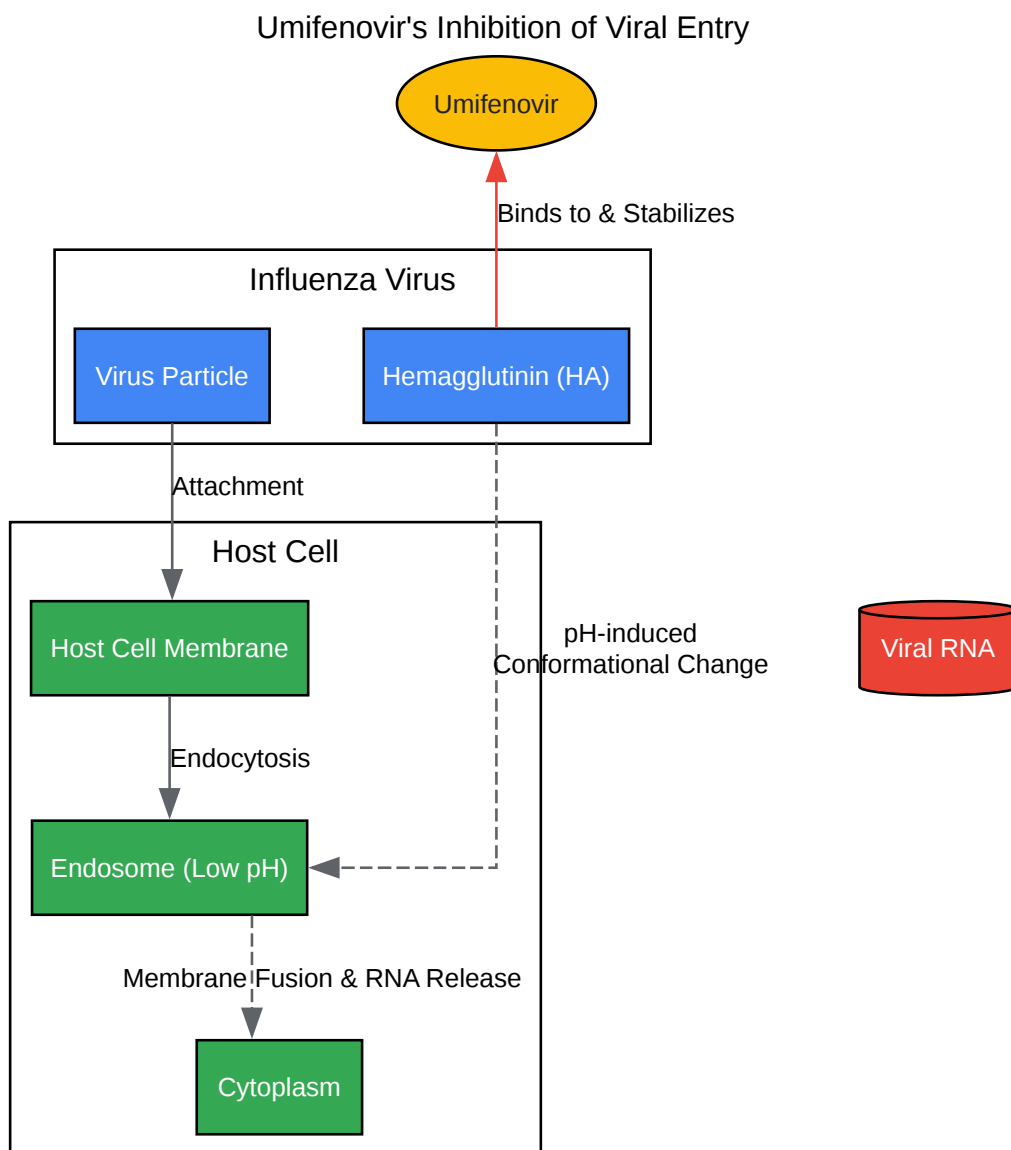 Umifenovir's Inhibition of Viral Entry
Umifenovir
Binds to & Stabilizes
Influenza Virus
Virus Particle
Hemagglutinin (HA)
Attachment
Host Cell
Host Cell Membrane
pH-induced
Conformational Change
Viral RNA
Endocytosis
Endosome (Low pH)
Membrane Fusion & RNA Release
Cytoplasm